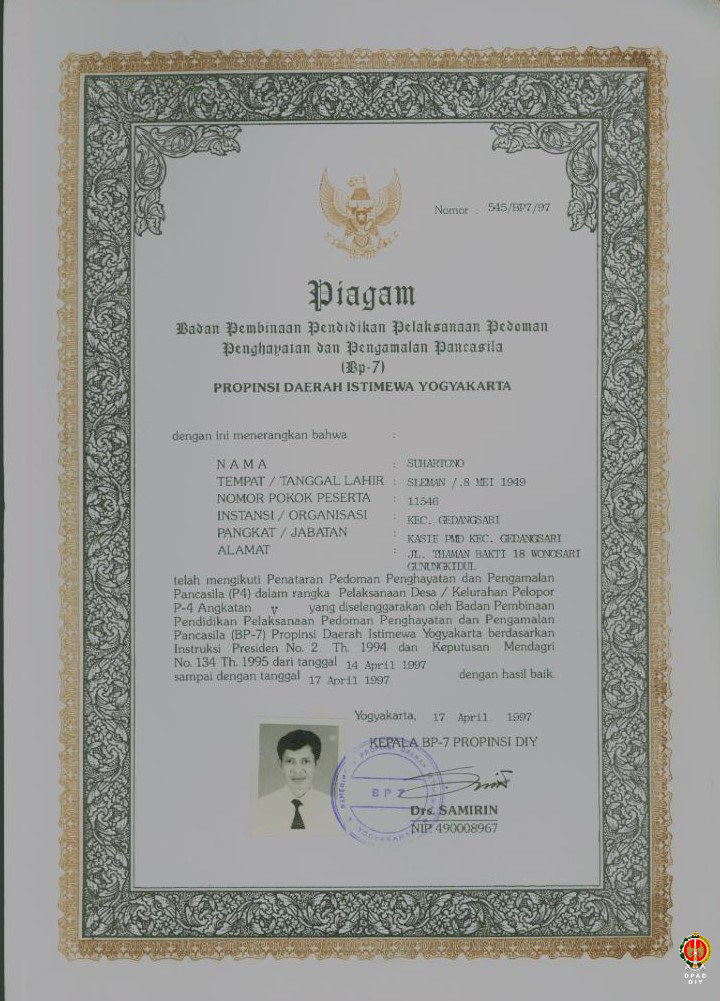 Nomor : 545/BP7/97
Piagam
Badan Pembinaan Pendidikan Pelaksanaan Pedoman
Penghayatan dan Pengamalan Pancasila
(Bp-7)
PROPINSI DAERAH ISTIMEWA YOGYAKARTA
dengan ini menerangkan bahwa :
N A M A : SUHARTONO
TEMPAT / TANGGAL LAHIR : SLEMAN /.8 MEI 1949
NOMOR POKOK PESERTA : 11546
INSTANSI / ORGANISASI : KEC. GEDANGSARI
PANGKAT / JABATAN : KASIE PMD KEC. GEDANGSARI
ALAMAT : JL. THAMAN BAKTI 18 WONOSARI
GUNUNGKIDUL
telah mengikuti Penataran Pedoman Penghayatan dan Pengamalan
Pancasila (P4) dalam rangka Pelaksanaan Desa / Kelurahan Pelopor
P-4 Angkatan V yang diselenggarakan oleh Badan Pembinaan
Pendidikan Pelaksanaan Pedoman Penghayatan dan Pengamalan
Pancasila (BP-7) Propinsi Daerah Istimewa Yogyakarta berdasarkan
Instruksi Presiden No. 2 Th. 1994 dan Keputusan Mendagri
No. 134 Th. 1995 dari tanggal 14 April 1997
sampai dengan tanggal 17 April 1997 dengan hasil baik.
Yogyakarta, 17 April 1997
KEPALA BP-7 PROPINSI DIY
PROPINSI DAERAH
BP7
YOGYAKARTA
Drs. SAMIRIN
NIP. 490008967
DPAD
DIY